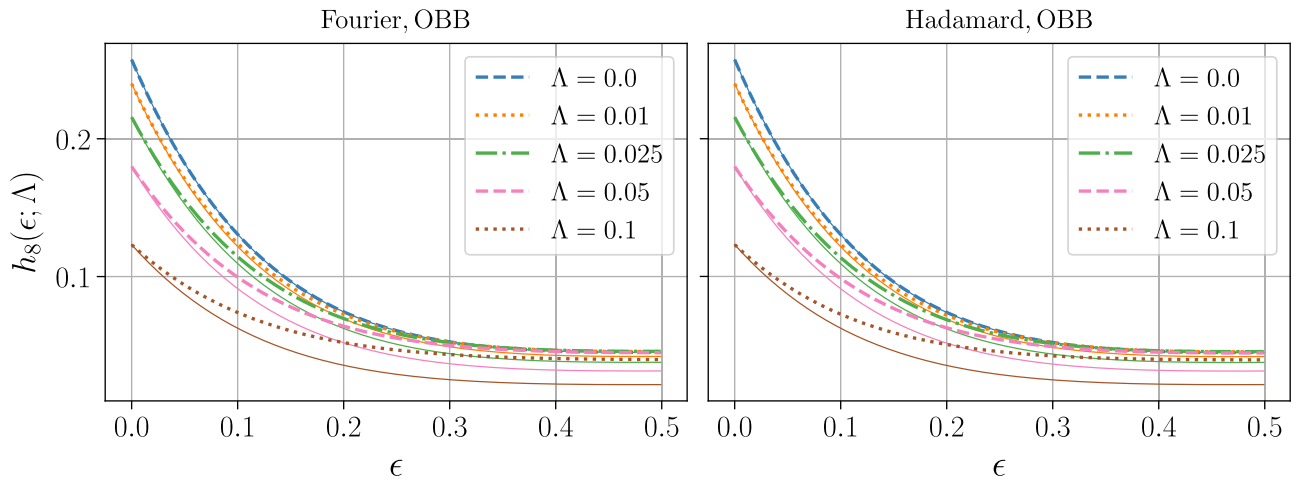 Fourier, OBB
Hadamard, OBB
h₈(ϵ; Λ)
0.2
0.1
Λ = 0.0
Λ = 0.01
Λ = 0.025
Λ = 0.05
Λ = 0.1
Λ = 0.0
Λ = 0.01
Λ = 0.025
Λ = 0.05
Λ = 0.1
0.0 0.1 0.2 0.3 0.4 0.5
0.0 0.1 0.2 0.3 0.4 0.5
ϵ
ϵ